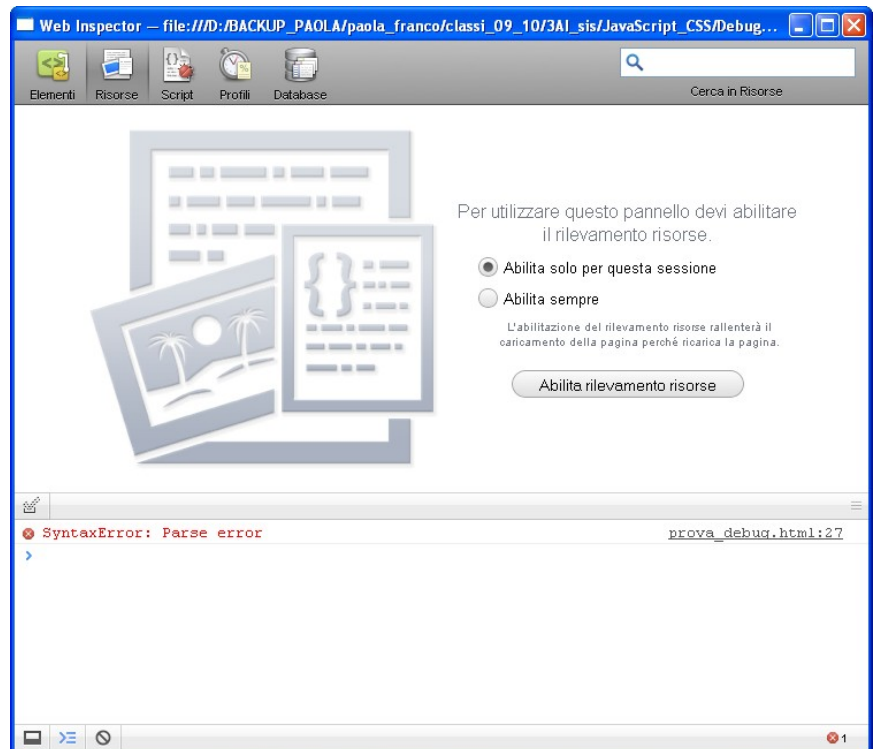 Web Inspector — file:///D:/BACKUP_PAOLA/paola_franco/classi_09_10/3AI_sis/JavaScript_CSS/Debug...
Elementi Risorse Script Profili Database
Cerca in Risorse
Per utilizzare questo pannello devi abilitare
il rilevamento risorse.
Abilita solo per questa sessione
Abilita sempre
L'abilitazione del rilevamento risorse rallenterà il
caricamento della pagina perché ricarica la pagina.
Abilita rilevamento risorse
SyntaxError: Parse error prova_debug.html:27
1